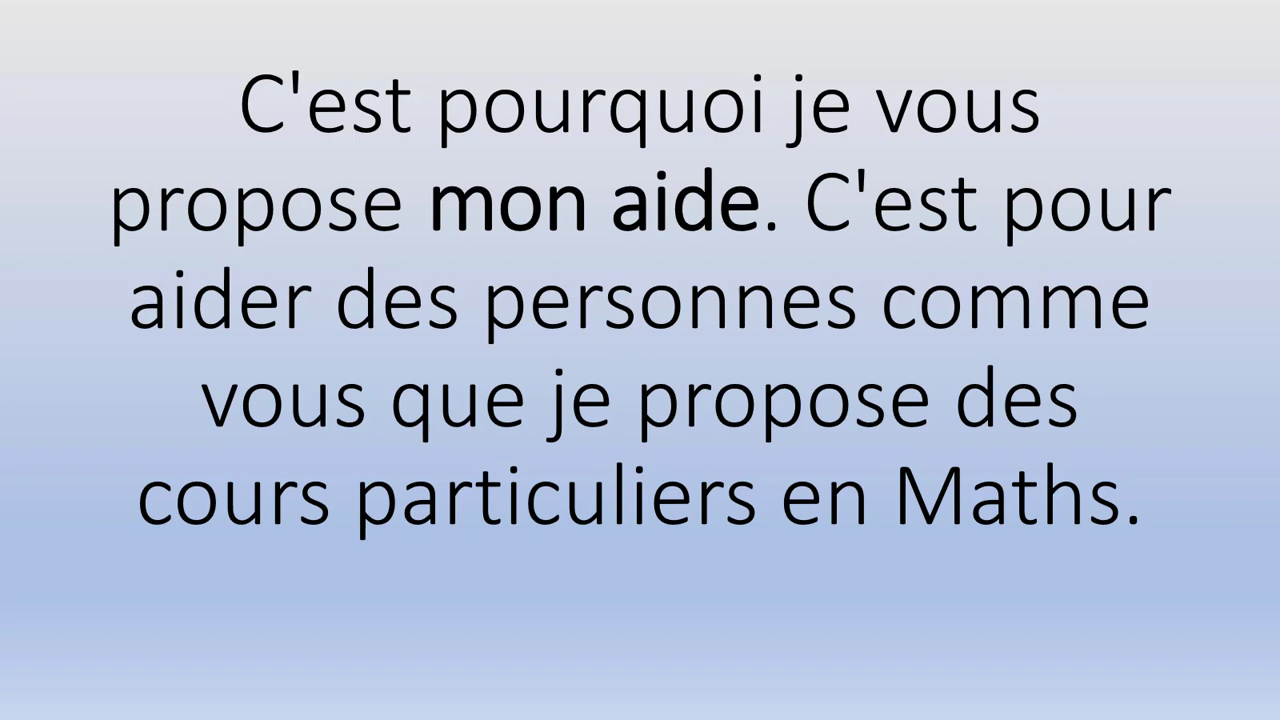 C'est pourquoi je vous
propose mon aide. C'est pour
aider des personnes comme
vous que je propose des
cours particuliers en Maths.